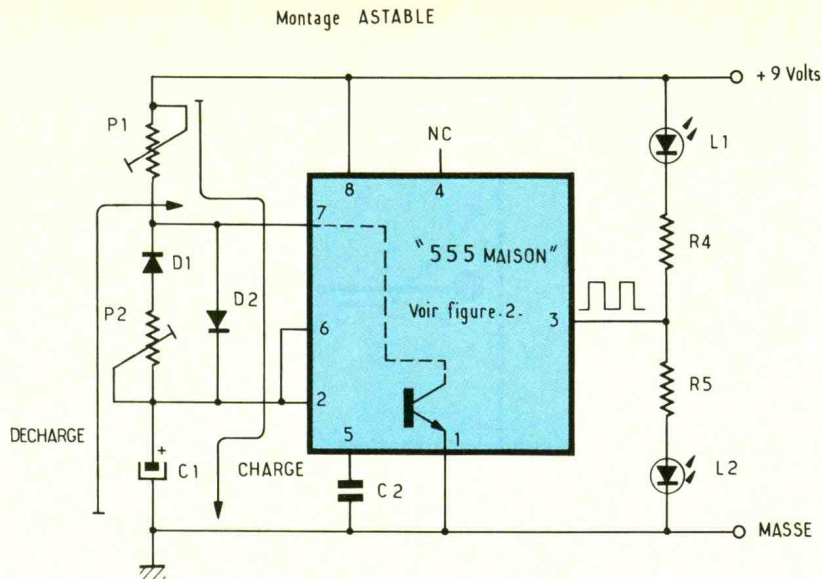 Montage ASTABLE
+ 9 Volts
P1
NC
L1
8
4
7
R4
"555 MAISON"
D1
D2
P2
Voir figure.2.
3
6
R5
2
5
1
DECHARGE
+
C1
CHARGE
C2
L2
MASSE